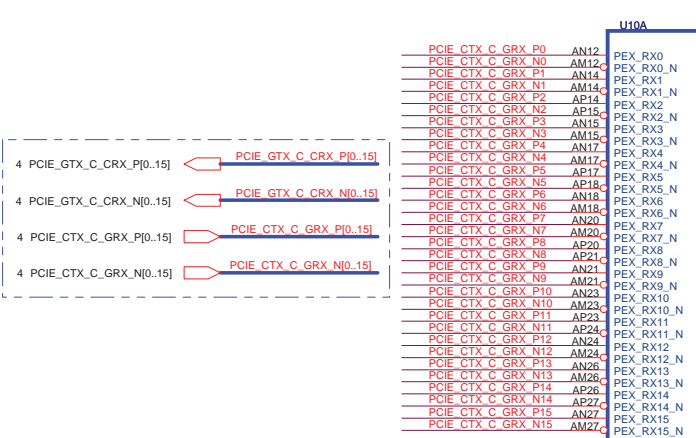 U10A
PCIE_CTX_C_GRX_P0 AN12 PEX_RX0
PCIE_CTX_C_GRX_N0 AM12 PEX_RX0_N
PCIE_CTX_C_GRX_P1 AN14 PEX_RX1
PCIE_CTX_C_GRX_N1 AM14 PEX_RX1_N
PCIE_CTX_C_GRX_P2 AP14 PEX_RX2
PCIE_CTX_C_GRX_N2 AP15 PEX_RX2_N
PCIE_CTX_C_GRX_P3 AN15 PEX_RX3
PCIE_CTX_C_GRX_N3 AM15 PEX_RX3_N
PCIE_CTX_C_GRX_P4 AN17 PEX_RX4
PCIE_CTX_C_GRX_N4 AM17 PEX_RX4_N
PCIE_CTX_C_GRX_P5 AP17 PEX_RX5
PCIE_CTX_C_GRX_N5 AP18 PEX_RX5_N
PCIE_CTX_C_GRX_P6 AN18 PEX_RX6
PCIE_CTX_C_GRX_N6 AM18 PEX_RX6_N
PCIE_CTX_C_GRX_P7 AN20 PEX_RX7
PCIE_CTX_C_GRX_N7 AM20 PEX_RX7_N
PCIE_CTX_C_GRX_P8 AP20 PEX_RX8
PCIE_CTX_C_GRX_N8 AP21 PEX_RX8_N
PCIE_CTX_C_GRX_P9 AN21 PEX_RX9
PCIE_CTX_C_GRX_N9 AM21 PEX_RX9_N
PCIE_CTX_C_GRX_P10 AN23 PEX_RX10
PCIE_CTX_C_GRX_N10 AM23 PEX_RX10_N
PCIE_CTX_C_GRX_P11 AP23 PEX_RX11
PCIE_CTX_C_GRX_N11 AP24 PEX_RX11_N
PCIE_CTX_C_GRX_P12 AN24 PEX_RX12
PCIE_CTX_C_GRX_N12 AM24 PEX_RX12_N
PCIE_CTX_C_GRX_P13 AN26 PEX_RX13
PCIE_CTX_C_GRX_N13 AM26 PEX_RX13_N
PCIE_CTX_C_GRX_P14 AP26 PEX_RX14
PCIE_CTX_C_GRX_N14 AP27 PEX_RX14_N
PCIE_CTX_C_GRX_P15 AN27 PEX_RX15
PCIE_CTX_C_GRX_N15 AM27 PEX_RX15_N
4 PCIE_GTX_C_CRX_P[0..15] PCIE_GTX_C_CRX_P[0..15]
4 PCIE_GTX_C_CRX_N[0..15] PCIE_GTX_C_CRX_N[0..15]
4 PCIE_CTX_C_GRX_P[0..15] PCIE_CTX_C_GRX_P[0..15]
4 PCIE_CTX_C_GRX_N[0..15] PCIE_CTX_C_GRX_N[0..15]